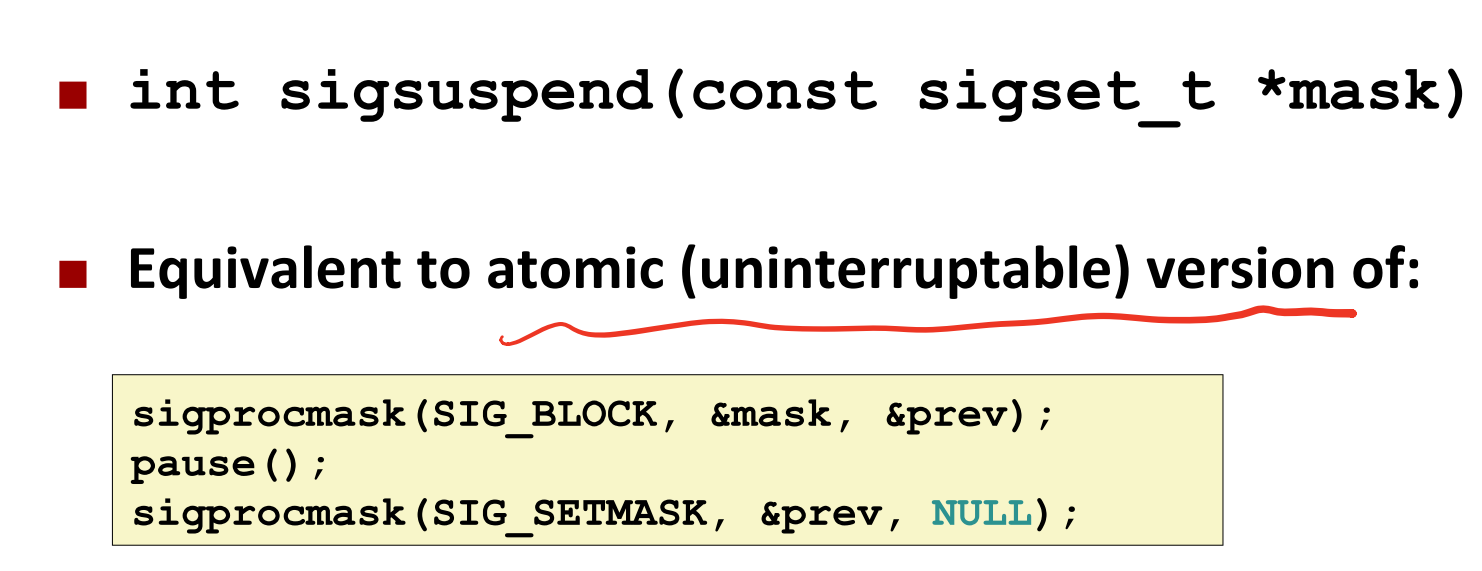 int sigsuspend(const sigset_t *mask)
Equivalent to atomic (uninterruptable) version of:
sigprocmask(SIG_BLOCK, &mask, &prev);
pause();
sigprocmask(SIG_SETMASK, &prev, NULL);